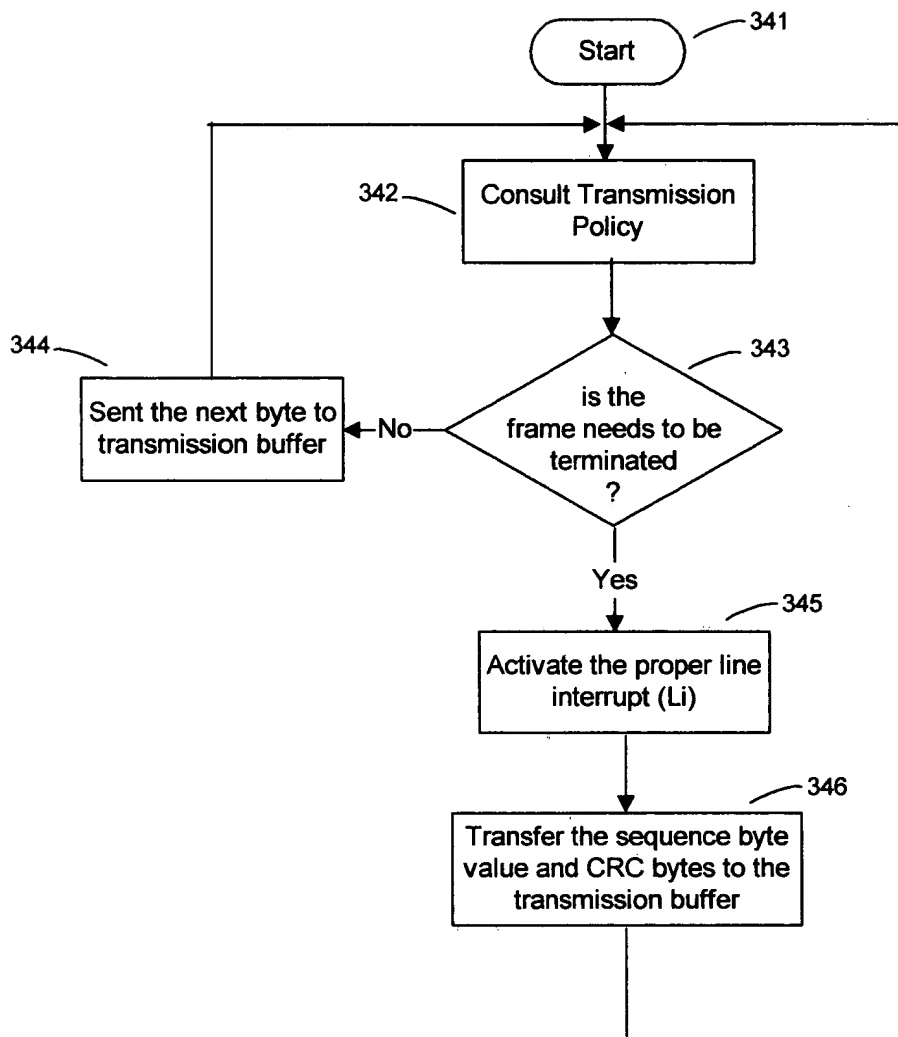 341
Start
342
Consult Transmission
Policy
343
is the
frame needs to be
terminated
?
344
Sent the next byte to
transmission buffer
No
Yes
345
Activate the proper line
interrupt (Li)
346
Transfer the sequence byte
value and CRC bytes to the
transmission buffer